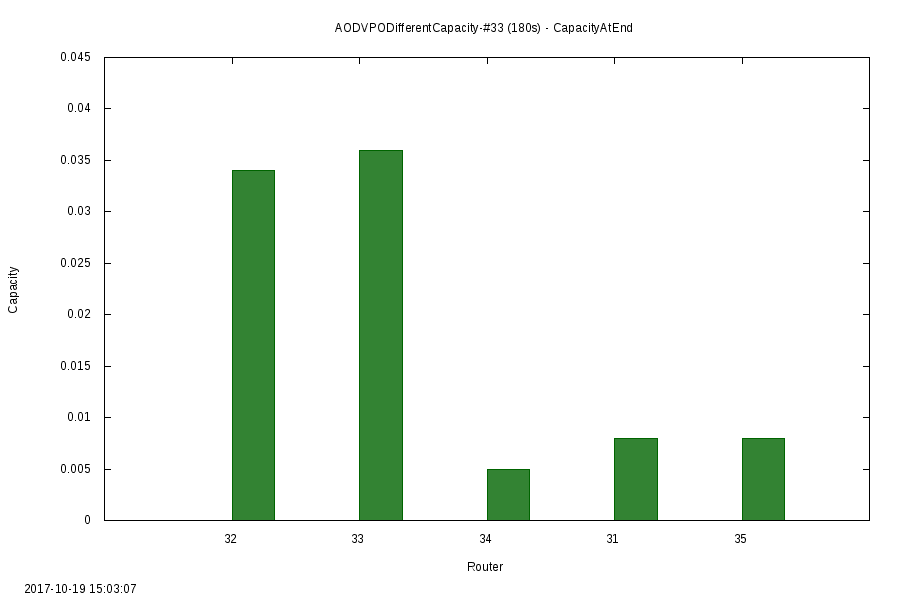 AODVPODifferentCapacity-#33 (180s) - CapacityAtEnd
0.045
0.04
0.035
0.03
0.025
0.02
0.015
0.01
0.005
0
Capacity
32 33 34 31 35
Router
2017-10-19 15:03:07